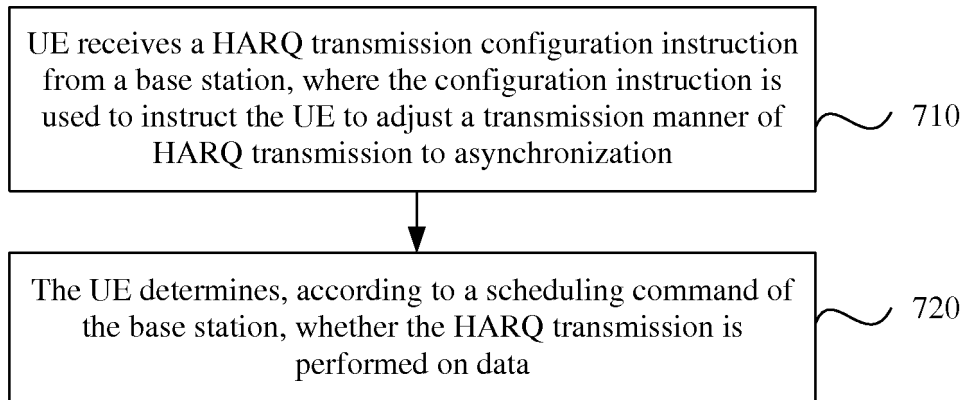 UE receives a HARQ transmission configuration instruction
from a base station, where the configuration instruction is
used to instruct the UE to adjust a transmission manner of
HARQ transmission to asynchronization
710
The UE determines, according to a scheduling command of
the base station, whether the HARQ transmission is
performed on data
720